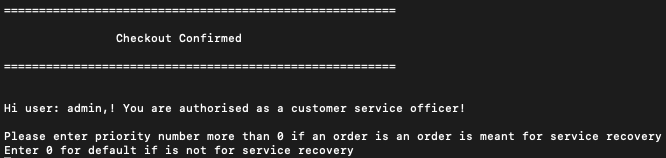 ========================================================
Checkout Confirmed
========================================================
Hi user: admin,! You are authorised as a customer service officer!
Please enter priority number more than 0 if an order is an order is meant for service recovery
Enter 0 for default if is not for service recovery